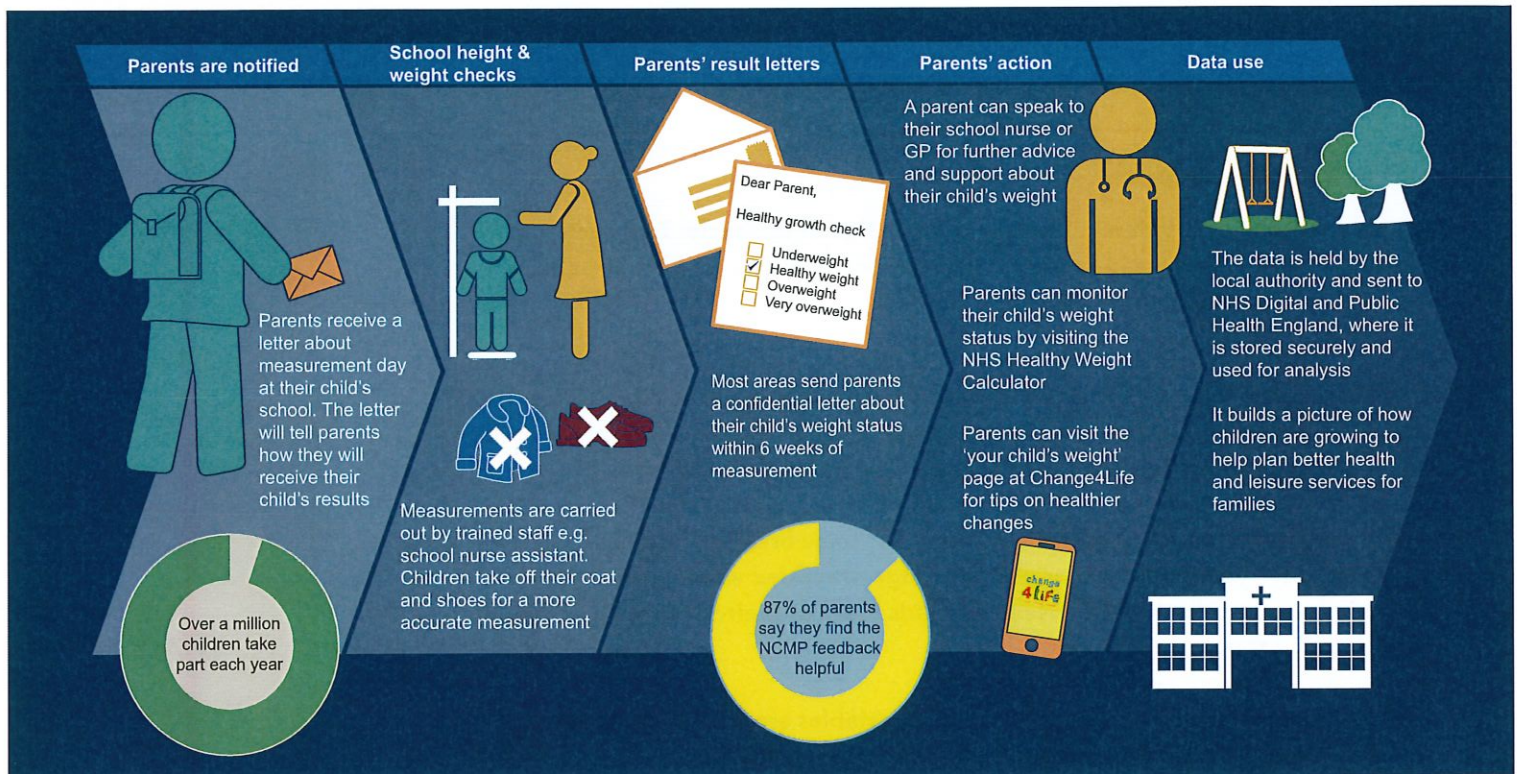 Parents are notified
Parents receive a
letter about
measurement day
at their child's
school. The letter
will tell parents
how they will
receive their
child's results
Over a million
children take
part each year
School height &
weight checks
Measurements are carried
out by trained staff e.g.
school nurse assistant.
Children take off their coat
and shoes for a more
accurate measurement
Parents' result letters
Dear Parent,
Healthy growth check
Underweight
Healthy weight
Overweight
Very overweight
Most areas send parents
a confidential letter about
their child's weight status
within 6 weeks of
measurement
87% of parents
say they find the
NCMP feedback
helpful
Parents' action
A parent can speak to
their school nurse or
GP for further advice
and support about
their child's weight
Parents can monitor
their child's weight
status by visiting the
NHS Healthy Weight
Calculator
Parents can visit the
'your child's weight'
page at Change4Life
for tips on healthier
changes
change
4LiFe
Data use
The data is held by the
local authority and sent to
NHS Digital and Public
Health England, where it
is stored securely and
used for analysis
It builds a picture of how
children are growing to
help plan better health
and leisure services for
families